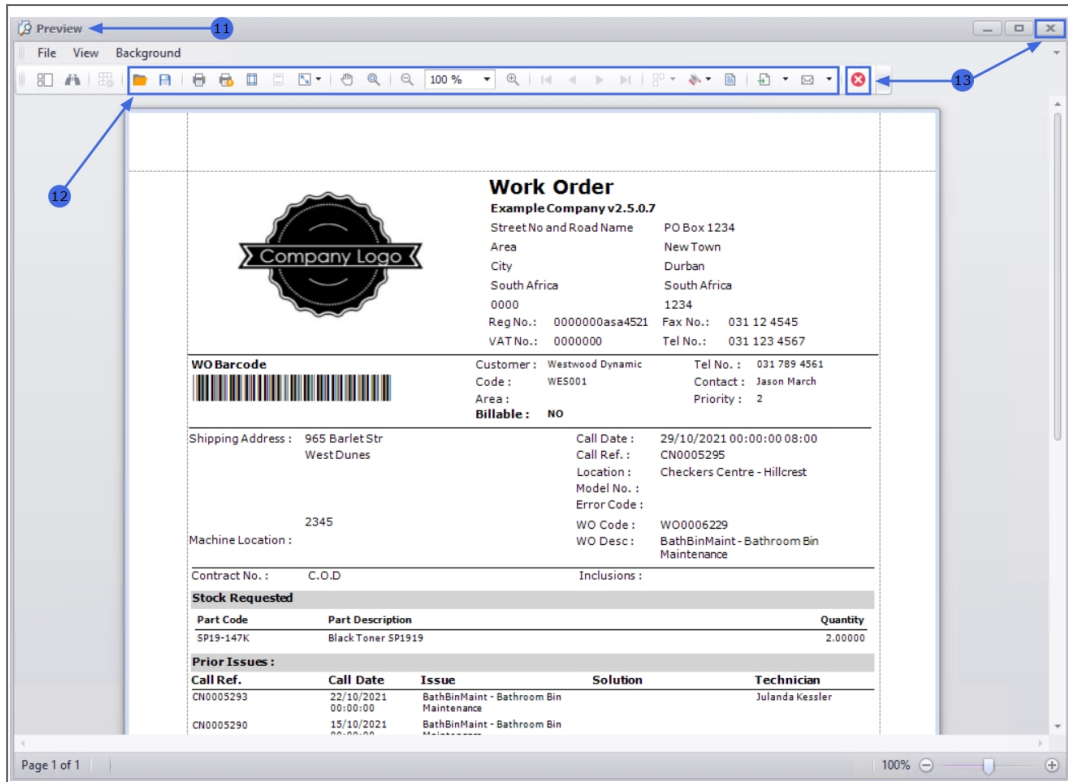 Preview
11
File View Background
100 %
13
12
Work Order
Example Company v2.5.0.7
Street No and Road Name PO Box 1234
Area New Town
City Durban
South Africa South Africa
0000 1234
Reg No.: 0000000asa4521 Fax No.: 031 12 4545
VAT No.: 0000000 Tel No.: 031 123 4567
Company Logo
WO Barcode
Customer : Westwood Dynamic Tel No. : 031 789 4561
Code : WES001 Contact : Jason March
Area : Priority : 2
Billable : NO
Shipping Address : 965 Barlet Str Call Date : 29/10/2021 00:00:00 08:00
West Dunes Call Ref. : CN0005295
Location : Checkers Centre - Hillcrest
Model No. :
Error Code :
2345 WO Code : WO0006229
Machine Location : WO Desc : BathBinMaint - Bathroom Bin
Maintenance
Contract No. : C.O.D Inclusions :
Stock Requested
Part Code Part Description Quantity
SP19-147K Black Toner SP1919 2.00000
Prior Issues :
Call Ref. Call Date Issue Solution Technician
CN0005293 22/10/2021 BathBinMaint - Bathroom Bin Julanda Kessler
00:00:00 Maintenance
CN0005290 15/10/2021 BathBinMaint - Bathroom Bin
Page 1 of 1 100%